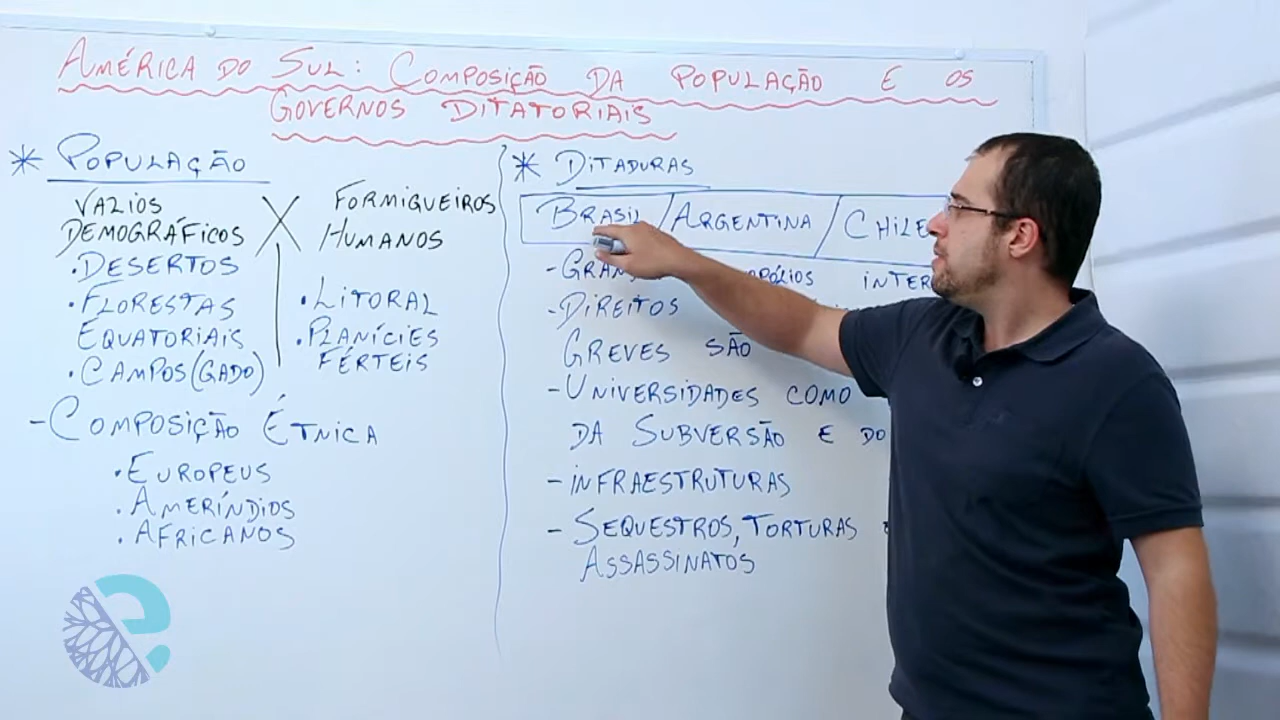 América do Sul: Composição da população e os
Governos Ditatoriais
* População
Vazios
Demográficos
Formigueiros
Humanos
• Desertos
• Florestas
Equatoriais
• Campos (gado)
• Litoral
• Planícies
Férteis
- Composição Étnica
• Europeus
• Ameríndios
• Africanos
* Ditaduras
Brasil / Argentina / Chile
- Direitos
Greves são
- Universidades como
da Subversão e do
- Infraestruturas
- Sequestros, Torturas
Assassinatos